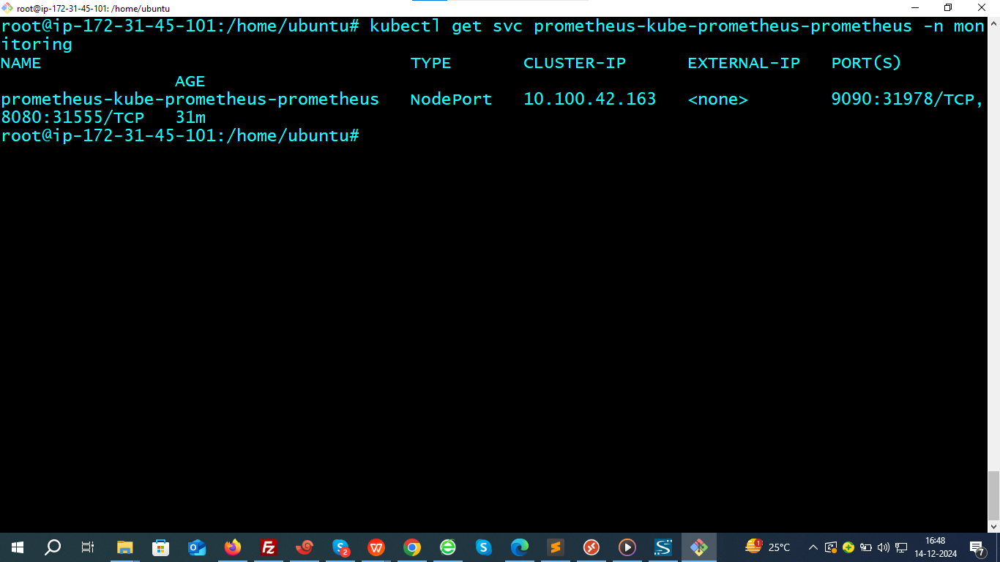 root@ip-172-31-45-101: /home/ubuntu
root@ip-172-31-45-101:/home/ubuntu# kubectl get svc prometheus-kube-prometheus-prometheus -n mon
itoring
NAME TYPE CLUSTER-IP EXTERNAL-IP PORT(S)
AGE
prometheus-kube-prometheus-prometheus NodePort 10.100.42.163 <none> 9090:31978/TCP,
8080:31555/TCP 31m
root@ip-172-31-45-101:/home/ubuntu#
Fz
S 2
W
S
S
1
25°C
16:48
14-12-2024
7